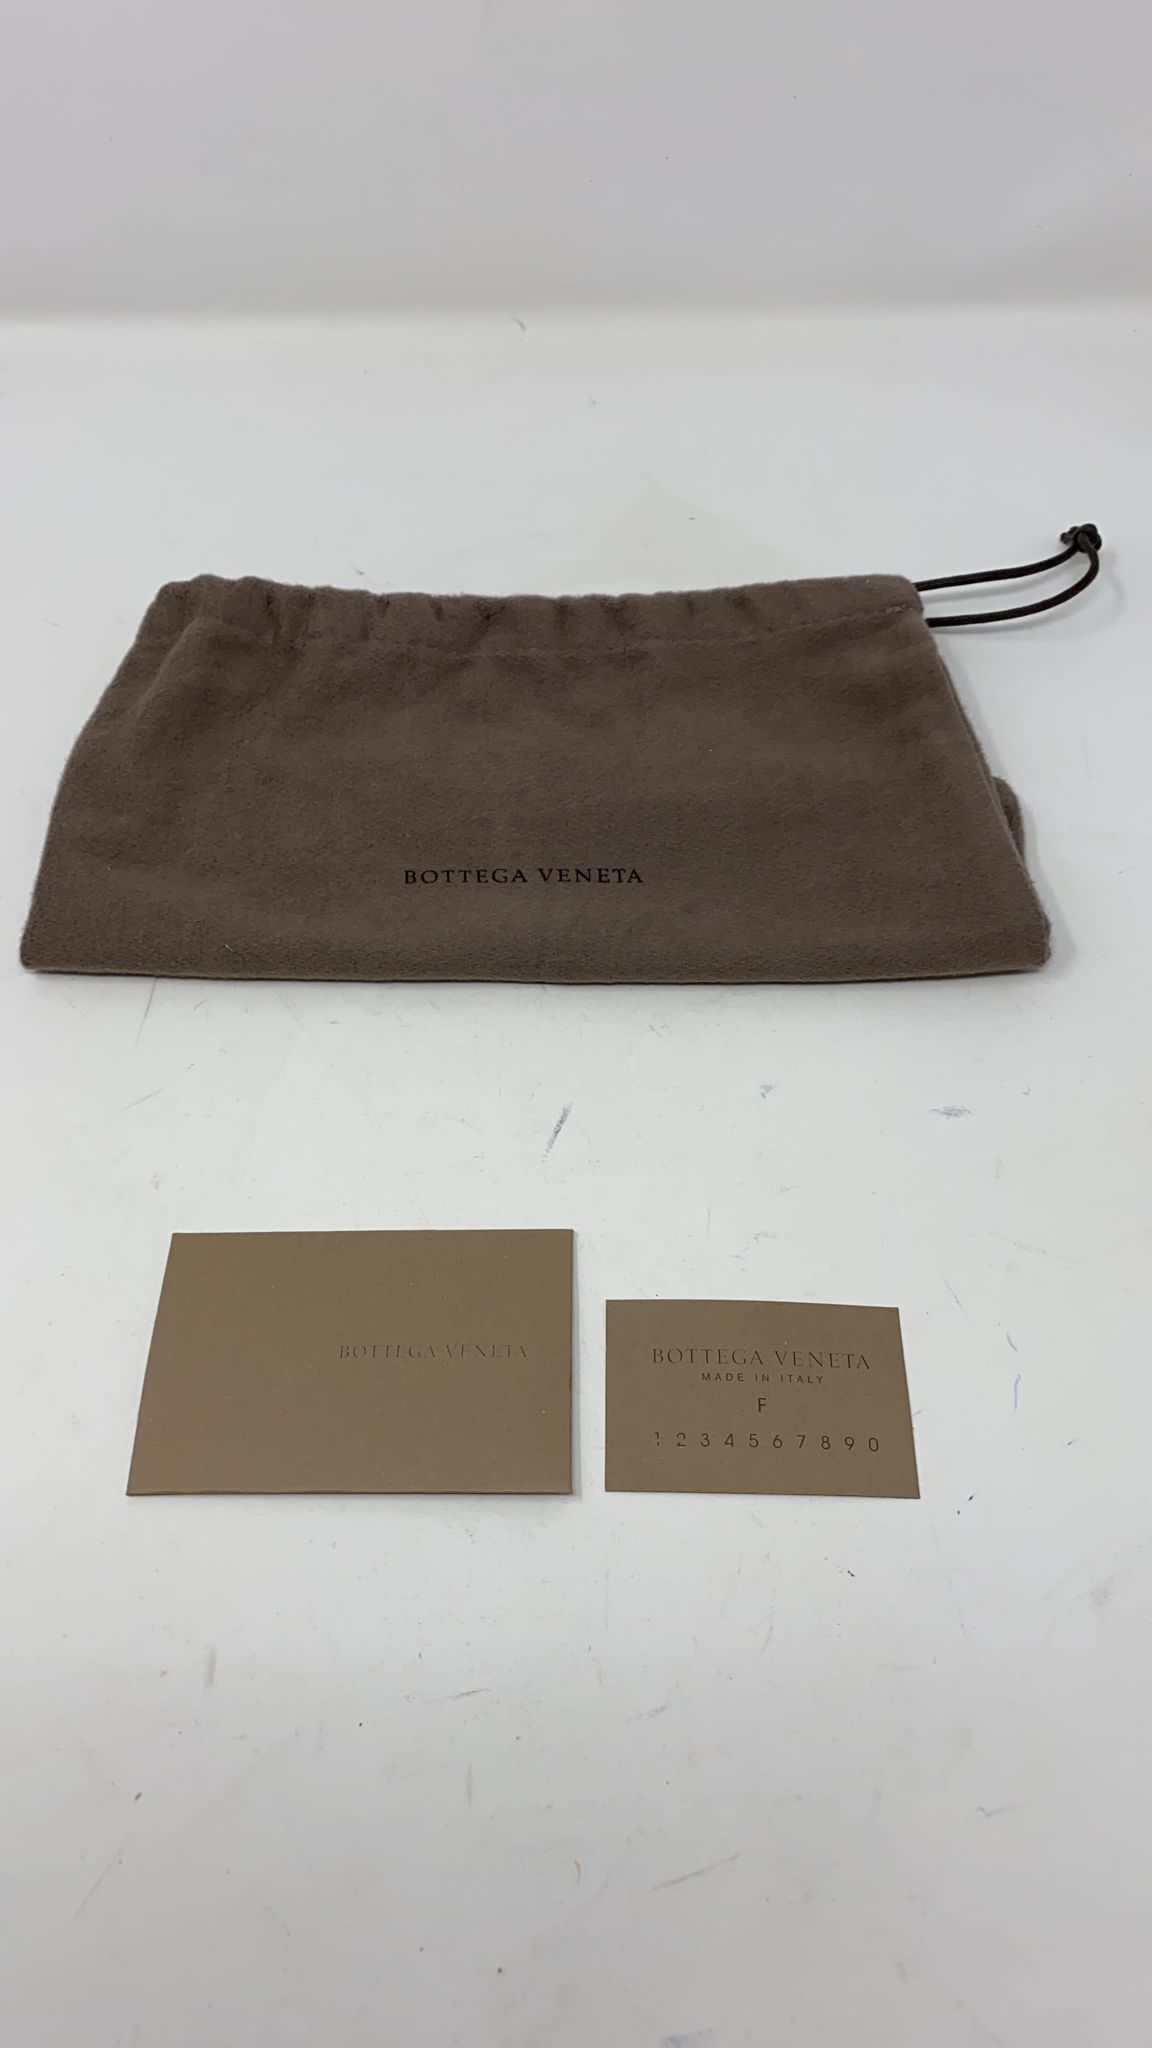 BOTTEGA VENETA
BOTTEGA VENETA
BOTTEGA VENETA
MADE IN ITALY
F
1 2 3 4 5 6 7 8 9 0